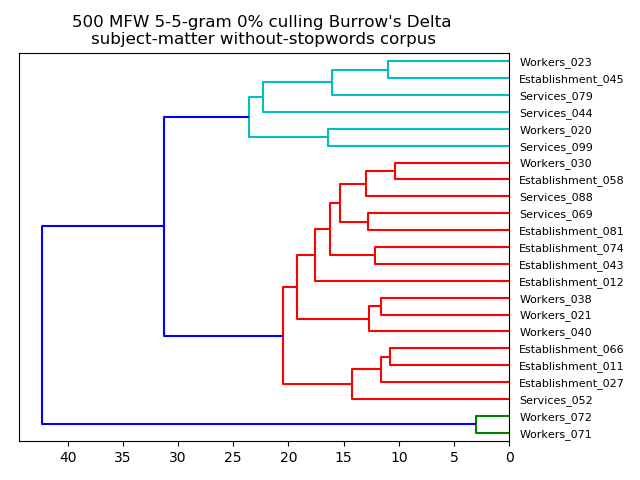 500 MFW 5-5-gram 0% culling Burrow's Delta
subject-matter without-stopwords corpus
Workers_023
Establishment_045
Services_079
Services_044
Workers_020
Services_099
Workers_030
Establishment_058
Services_088
Services_069
Establishment_081
Establishment_074
Establishment_043
Establishment_012
Workers_038
Workers_021
Workers_040
Establishment_066
Establishment_011
Establishment_027
Services_052
Workers_072
Workers_071
40 35 30 25 20 15 10 5 0